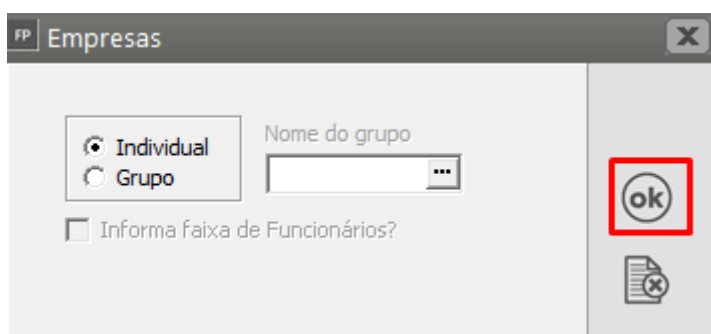 FP Empresas
Individual
Grupo
Nome do grupo
...
Informa faixa de Funcionários?
ok